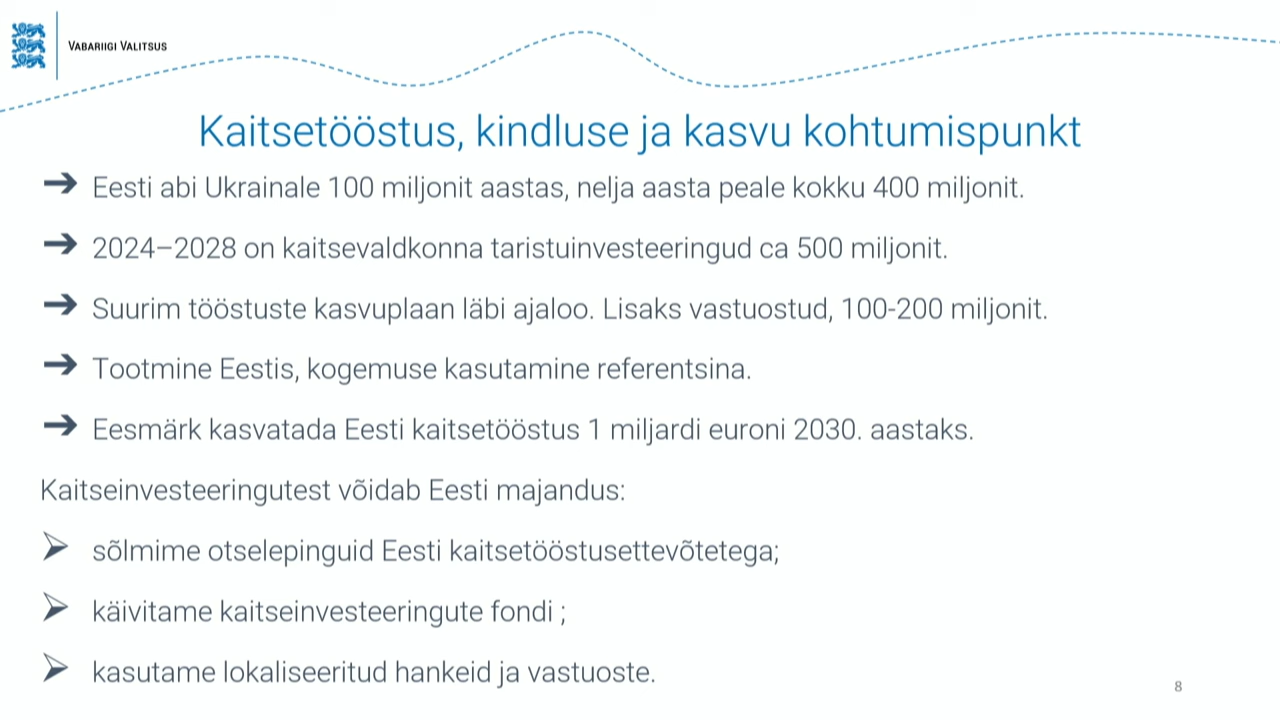 VABARIIGI VALITSUS
Kaitsetööstus, kindluse ja kasvu kohtumispunkt
➔ Eesti abi Ukrainale 100 miljonit aastas, nelja aasta peale kokku 400 miljonit.
➔ 2024–2028 on kaitsevaldkonna taristuinvesteeringud ca 500 miljonit.
➔ Suurim tööstuste kasvuplaan läbi ajaloo. Lisaks vastuostud, 100-200 miljonit.
➔ Tootmine Eestis, kogemuse kasutamine referentsina.
➔ Eesmärk kasvatada Eesti kaitsetööstus 1 miljardi euroni 2030. aastaks.
Kaitseinvesteeringutest võidab Eesti majandus:
➢ sõlmime otselepinguid Eesti kaitsetööstusettevõtetega;
➢ käivitame kaitseinvesteeringute fondi ;
➢ kasutame lokaliseeritud hankeid ja vastuoste.
8